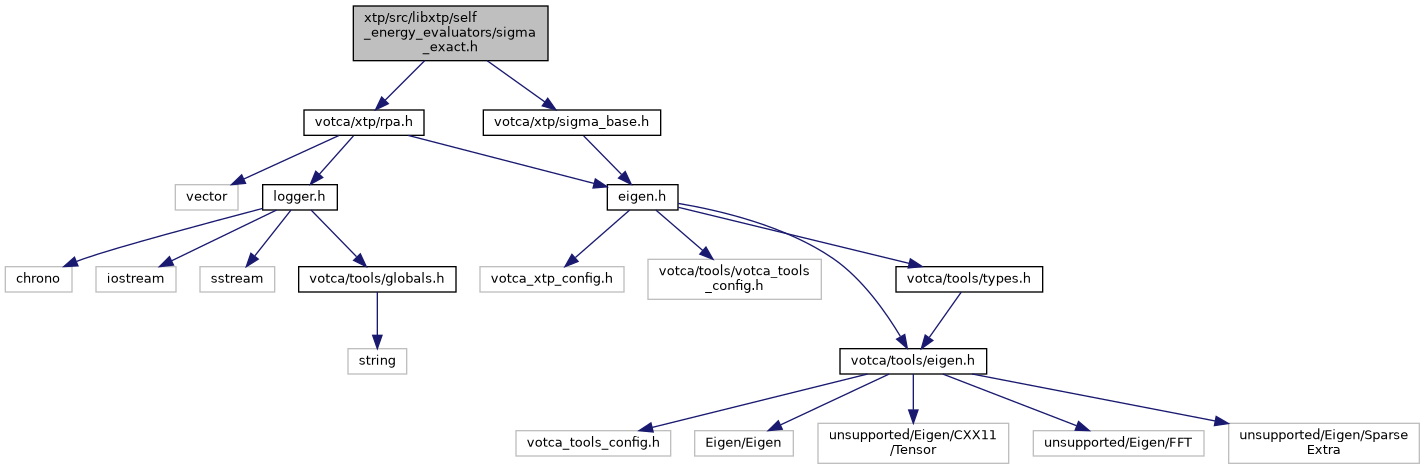 xtp/src/libxtp/self
_energy_evaluators/sigma
_exact.h
votca/xtp/rpa.h
votca/xtp/sigma_base.h
vector
logger.h
eigen.h
chrono
iostream
sstream
votca/tools/globals.h
votca_xtp_config.h
votca/tools/votca_tools
_config.h
votca/tools/types.h
string
votca/tools/eigen.h
votca_tools_config.h
Eigen/Eigen
unsupported/Eigen/CXX11
/Tensor
unsupported/Eigen/FFT
unsupported/Eigen/Sparse
Extra